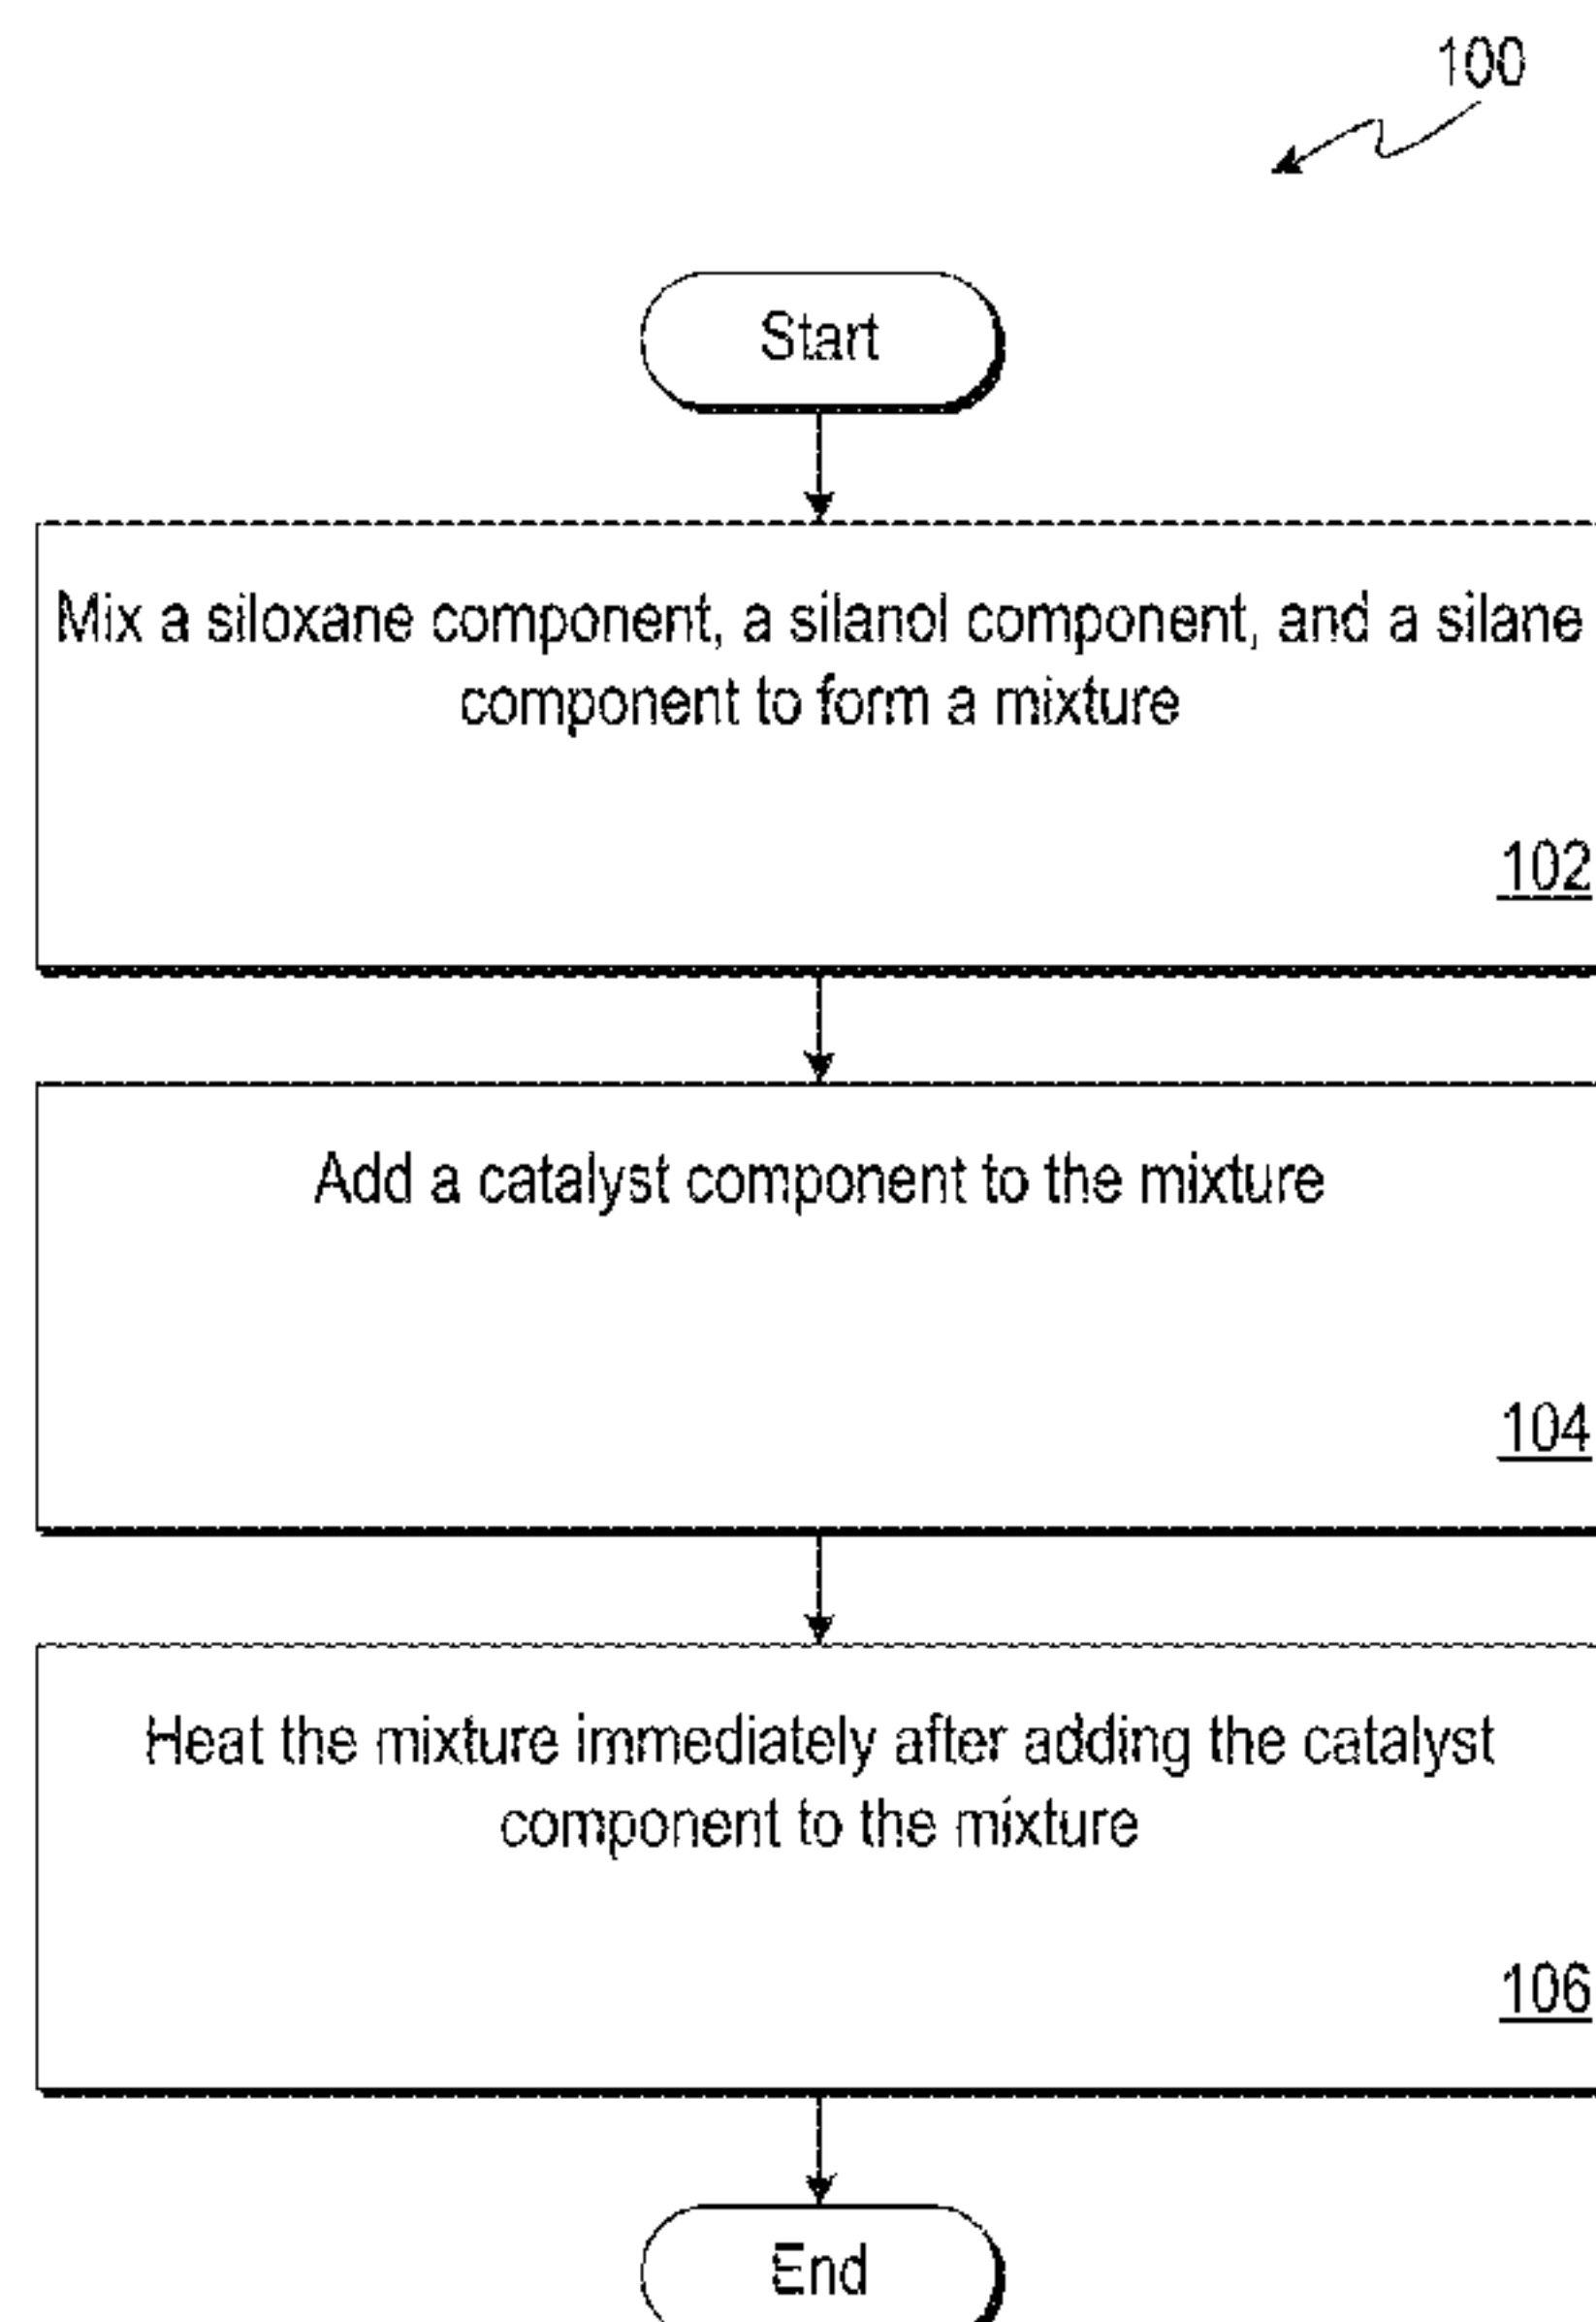 100
Start
Mix a siloxane component, a silanol component, and a silane
component to form a mixture
102
Add a catalyst component to the mixture
104
Heat the mixture immediately after adding the catalyst
component to the mixture
106
End